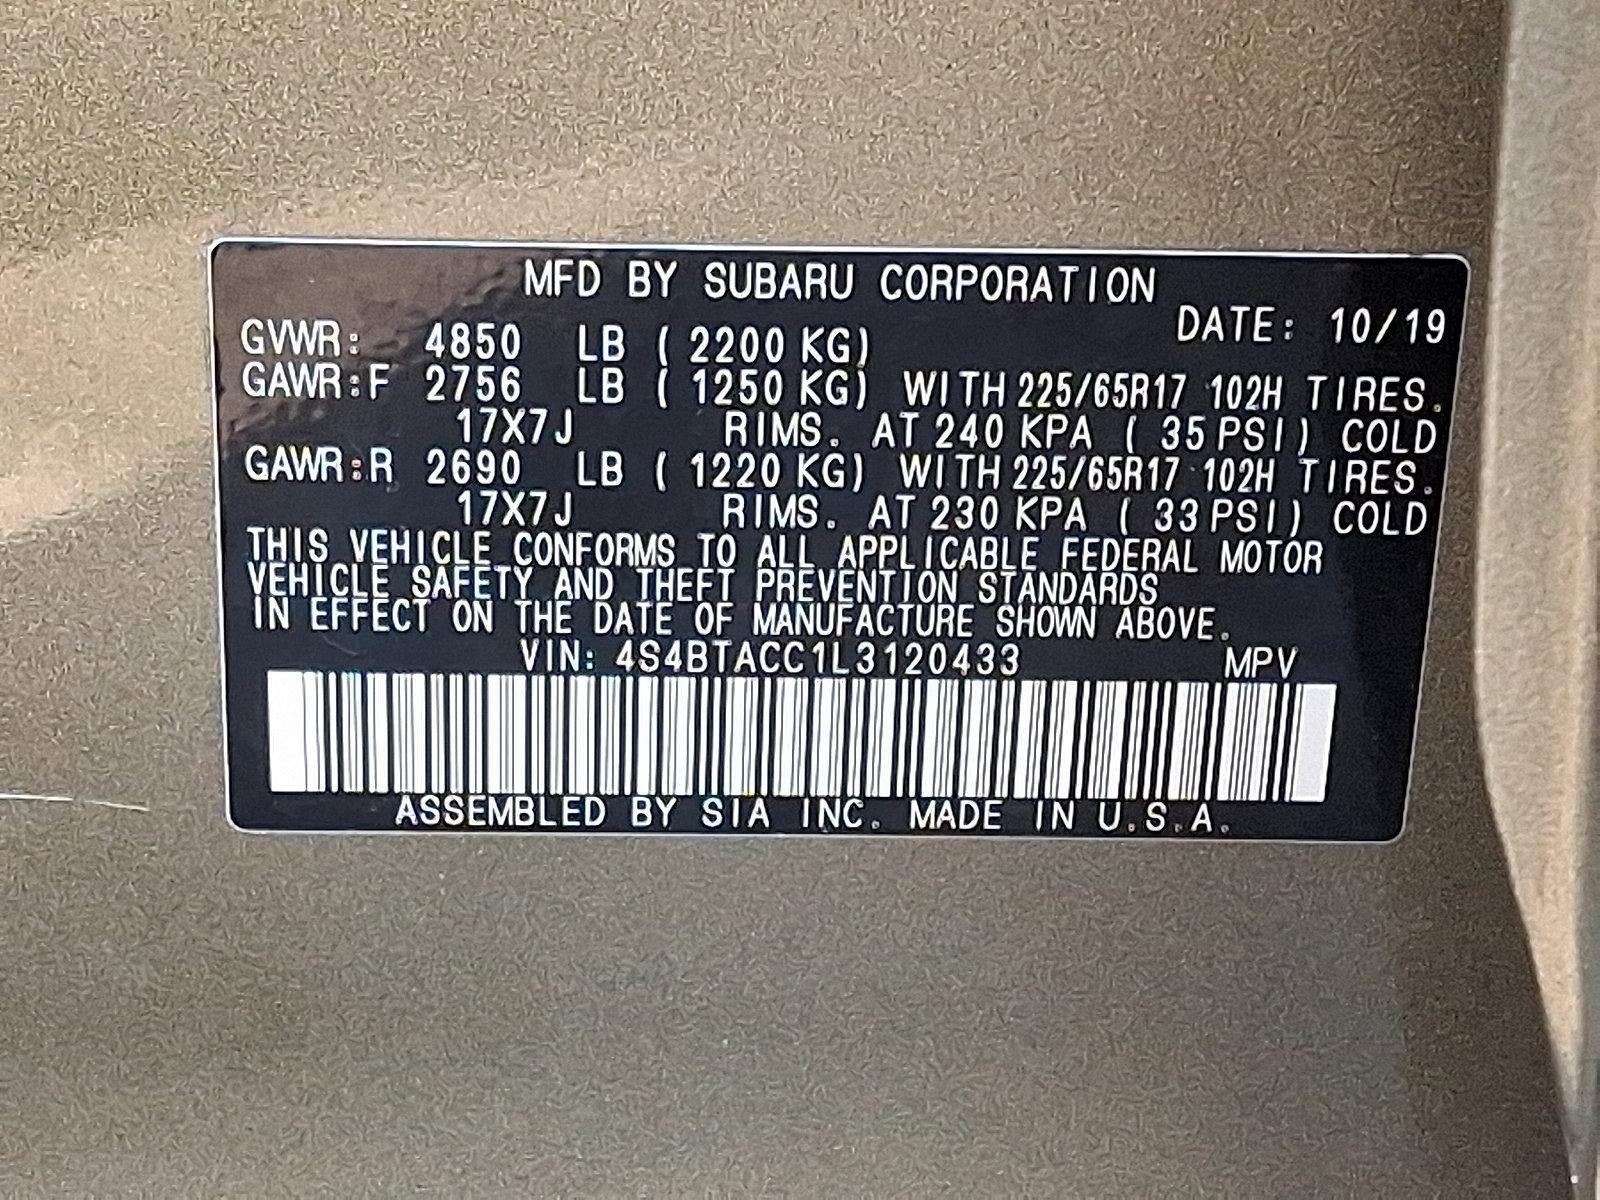 MFD BY SUBARU CORPORATION
DATE: 10/19
GVWR: 4850 LB ( 2200 KG)
GAWR:F 2756 LB ( 1250 KG) WITH 225/65R17 102H TIRES.
17X7J RIMS. AT 240 KPA ( 35 PSI) COLD
GAWR:R 2690 LB ( 1220 KG) WITH 225/65R17 102H TIRES.
17X7J RIMS. AT 230 KPA ( 33 PSI) COLD
THIS VEHICLE CONFORMS TO ALL APPLICABLE FEDERAL MOTOR
VEHICLE SAFETY AND THEFT PREVENTION STANDARDS
IN EFFECT ON THE DATE OF MANUFACTURE SHOWN ABOVE.
VIN: 4S4BTACC1L3120433 MPV
ASSEMBLED BY SIA INC. MADE IN U.S.A.